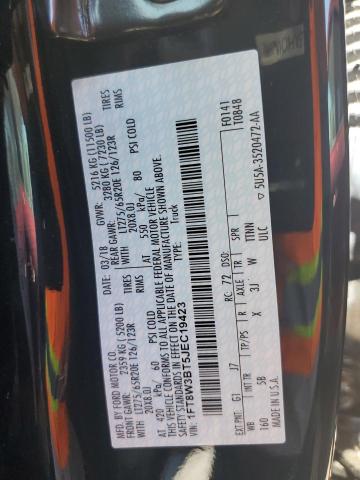 MFD. BY FORD MOTOR CO.
DATE: 03/18 GVWR: 5216 KG (11500 LB)
FRONT GAWR: 2359 KG (5200 LB) REAR GAWR: 3280 KG (7230 LB)
LT275/65R20E 126/123R TIRES LT275/65R20E 126/123R TIRES
20X8.0J RIMS 20X8.0J RIMS
AT 420 kPa/ 60 PSI COLD AT 550 kPa/ 80 PSI COLD
THIS VEHICLE CONFORMS TO ALL APPLICABLE FEDERAL MOTOR VEHICLE
SAFETY STANDARDS IN EFFECT ON THE DATE OF MANUFACTURE SHOWN ABOVE.
VIN: 1FT8W3BT5JEC19423
TYPE: Truck
F0141
T0848
EXT PNT: G1 J7 RC: 72 DSO:
WB INT TR TP/PS R AXLE TR SPR
160 5B X 3J W TTNN
ULC
5U5A-3520472-AA